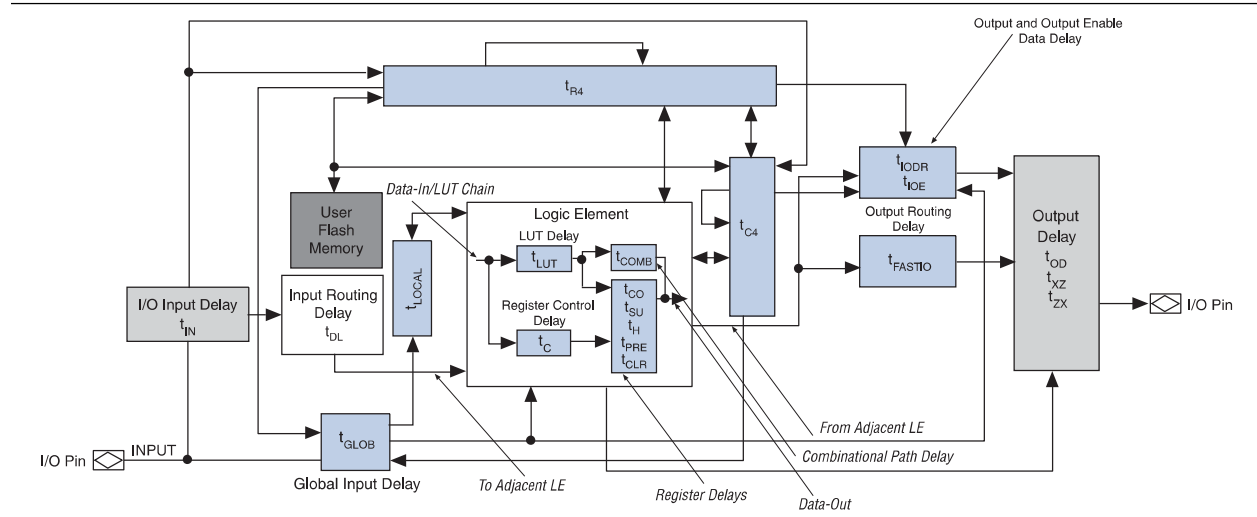 Output and Output Enable
Data Delay
tR4
tIODR
tIOE
Data-In/LUT Chain
User
Flash
Memory
Logic Element
LUT Delay
tLUT
tCOMB
tC4
Output Routing
Delay
tFASTIO
Output
Delay
tOD
tXZ
tZX
I/O Pin
tLOCAL
I/O Input Delay
tIN
Input Routing
Delay
tDL
Register Control
Delay
tC
tCO
tSU
tH
tPRE
tCLR
From Adjacent LE
I/O Pin
INPUT
tGLOB
Global Input Delay
To Adjacent LE
Combinational Path Delay
Register Delays
Data-Out